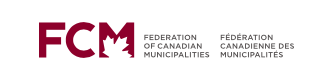 FCM
FEDERATION
OF CANADIAN
MUNICIPALITIES
FÉDÉRATION
CANADIENNE DES
MUNICIPALITÉS